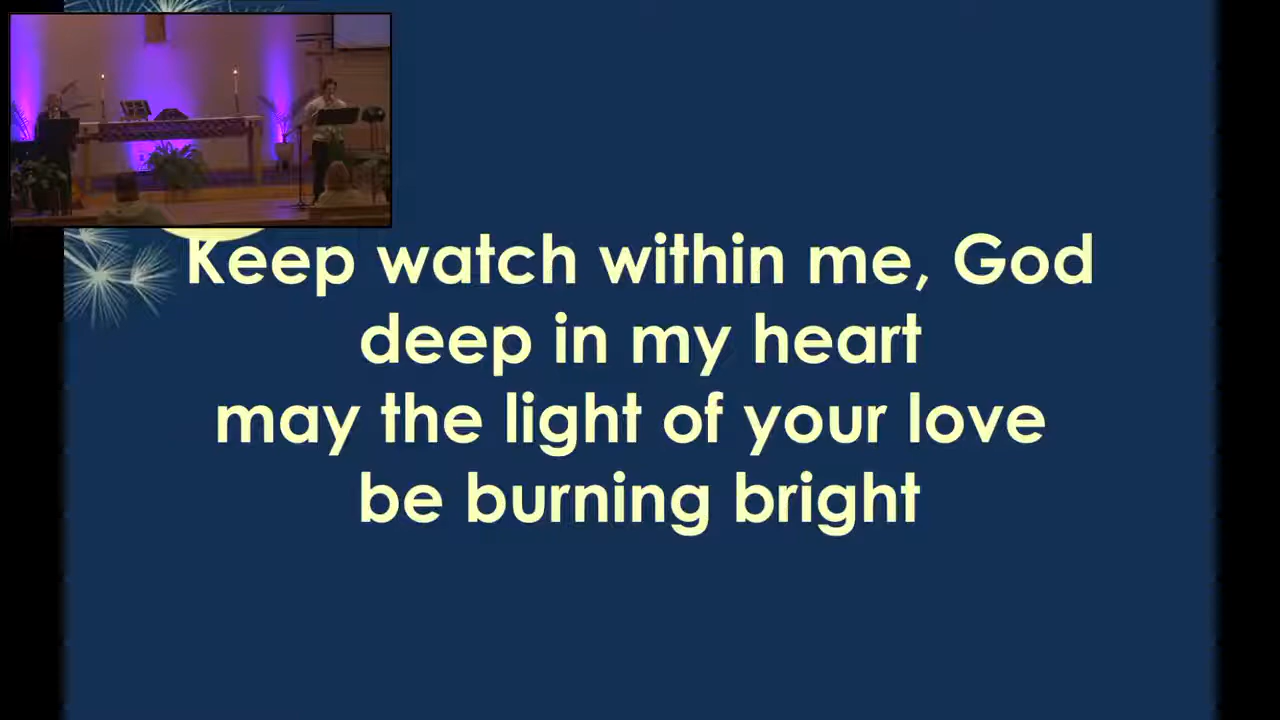 Keep watch within me, God
deep in my heart
may the light of your love
be burning bright